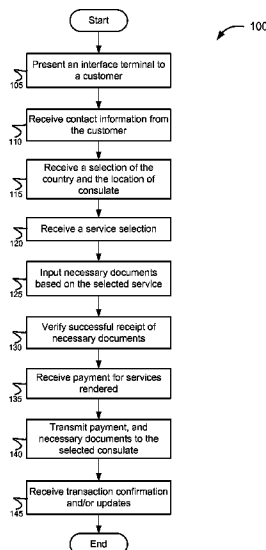 Start
100
Present an interface terminal to
a customer
105
Receive contact information from
the customer
110
Receive a selection of the
country and the location of
consulate
115
Receive a service selection
120
Input necessary documents
based on the selected service
125
Verify successful receipt of
necessary documents
130
Receive payment for services
rendered
135
Transmit payment, and
necessary documents to the
selected consulate
140
Receive transaction confirmation
and/or updates
145
End